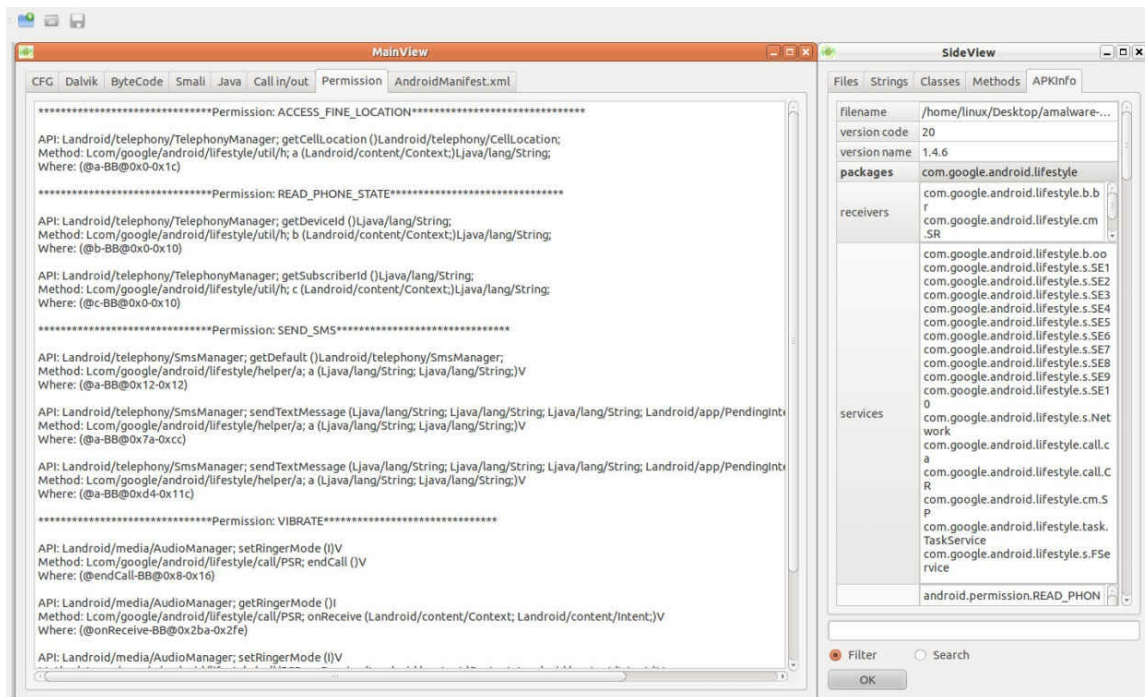 MainView
CFG Dalvik ByteCode Smali Java Call in/out Permission AndroidManifest.xml
*******************************Permission: ACCESS_FINE_LOCATION*******************************
API: Landroid/telephony/TelephonyManager; getCellLocation ()Landroid/telephony/CellLocation;
Method: Lcom/google/android/lifestyle/util/h; a (Landroid/content/Context;)Ljava/lang/String;
Where: (@a-BB@0x0-0x1c)
*******************************Permission: READ_PHONE_STATE*******************************
API: Landroid/telephony/TelephonyManager; getDeviceId ()Ljava/lang/String;
Method: Lcom/google/android/lifestyle/util/h; b (Landroid/content/Context;)Ljava/lang/String;
Where: (@b-BB@0x0-0x10)
API: Landroid/telephony/TelephonyManager; getSubscriberId ()Ljava/lang/String;
Method: Lcom/google/android/lifestyle/util/h; c (Landroid/content/Context;)Ljava/lang/String;
Where: (@c-BB@0x0-0x10)
*******************************Permission: SEND_SMS*******************************
API: Landroid/telephony/SmsManager; getDefault ()Landroid/telephony/SmsManager;
Method: Lcom/google/android/lifestyle/helper/a; a (Ljava/lang/String; Ljava/lang/String;)V
Where: (@a-BB@0x12-0x12)
API: Landroid/telephony/SmsManager; sendTextMessage (Ljava/lang/String; Ljava/lang/String; Ljava/lang/String; Landroid/app/PendingInte
Method: Lcom/google/android/lifestyle/helper/a; a (Ljava/lang/String; Ljava/lang/String;)V
Where: (@a-BB@0x7a-0xcc)
API: Landroid/telephony/SmsManager; sendTextMessage (Ljava/lang/String; Ljava/lang/String; Ljava/lang/String; Landroid/app/PendingInte
Method: Lcom/google/android/lifestyle/helper/a; a (Ljava/lang/String; Ljava/lang/String;)V
Where: (@a-BB@0xd4-0x11c)
*******************************Permission: VIBRATE*******************************
API: Landroid/media/AudioManager; setRingerMode (I)V
Method: Lcom/google/android/lifestyle/call/PSR; endCall ()V
Where: (@endCall-BB@0x8-0x16)
API: Landroid/media/AudioManager; getRingerMode ()I
Method: Lcom/google/android/lifestyle/call/PSR; onReceive (Landroid/content/Context; Landroid/content/Intent;)V
Where: (@onReceive-BB@0x2ba-0x2fe)
API: Landroid/media/AudioManager; setRingerMode (I)V
SideView
Files Strings Classes Methods APKInfo
filename /home/linux/Desktop/amalware-...
version code 20
version name 1.4.6
packages com.google.android.lifestyle
receivers
com.google.android.lifestyle.b.b
r
com.google.android.lifestyle.cm
.SR
services
com.google.android.lifestyle.b.oo
com.google.android.lifestyle.s.SE1
com.google.android.lifestyle.s.SE2
com.google.android.lifestyle.s.SE3
com.google.android.lifestyle.s.SE4
com.google.android.lifestyle.s.SE5
com.google.android.lifestyle.s.SE6
com.google.android.lifestyle.s.SE7
com.google.android.lifestyle.s.SE8
com.google.android.lifestyle.s.SE9
com.google.android.lifestyle.s.SE1
0
com.google.android.lifestyle.s.Net
work
com.google.android.lifestyle.call.c
a
com.google.android.lifestyle.call.C
R
com.google.android.lifestyle.cm.S
P
com.google.android.lifestyle.task.
TaskService
com.google.android.lifestyle.s.FSe
rvice
android.permission.READ_PHON
Filter Search
OK